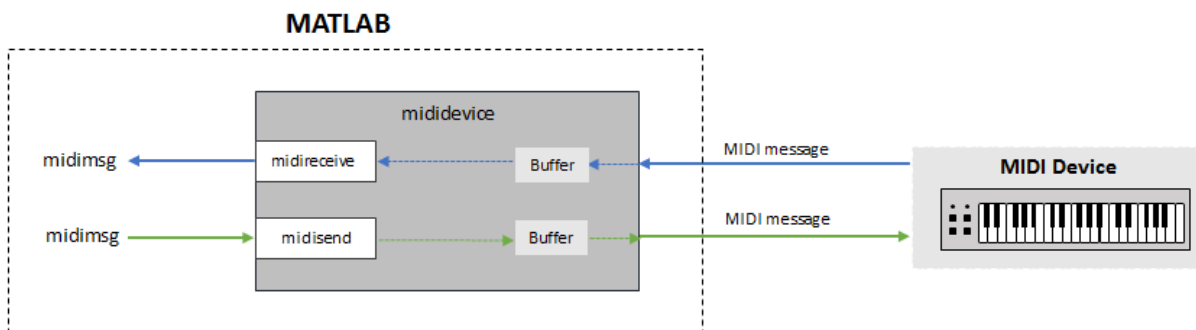 MATLAB
mididevice
midimsg
midireceive
Buffer
MIDI message
MIDI Device
midimsg
midisend
Buffer
MIDI message